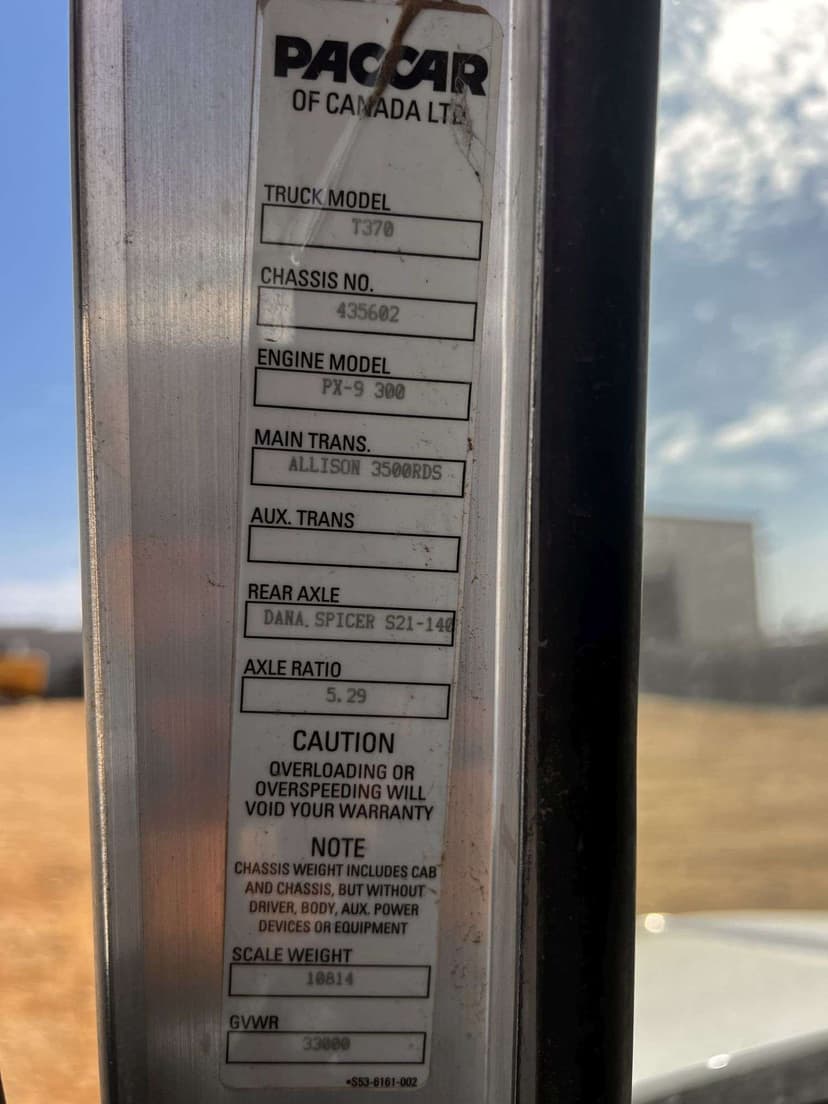 PACCAR
OF CANADA LTD
TRUCK MODEL
T370
CHASSIS NO.
435602
ENGINE MODEL
PX-9 300
MAIN TRANS.
ALLISON 3500RDS
AUX. TRANS
REAR AXLE
DANA. SPICER S21-140
AXLE RATIO
5.29
CAUTION
OVERLOADING OR
OVERSPEEDING WILL
VOID YOUR WARRANTY
NOTE
CHASSIS WEIGHT INCLUDES CAB
AND CHASSIS, BUT WITHOUT
DRIVER, BODY, AUX. POWER
DEVICES OR EQUIPMENT
SCALE WEIGHT
10814
GVWR
33000
*S53-6161-002